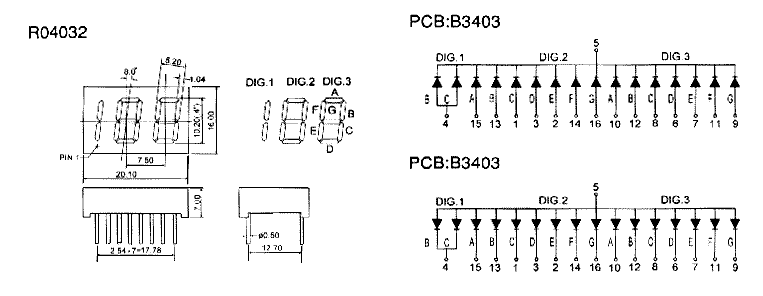 R04032
8.0°
8.20
1.04
10.20(.4")
16.00
PIN 1
7.50
20.10
7.00
2.54×7=17.78
ø0.50
12.70
DIG.1 DIG.2 DIG.3
A
F G B
E C
D
PCB:B3403
5
DIG.1 DIG.2 DIG.3
B C A B C D E F G A B C D E F G
4 15 13 1 3 2 14 16 10 12 8 6 7 11 9
PCB:B3403
5
DIG.1 DIG.2 DIG.3
B C A B C D E F G A B C D E F G
4 15 13 1 3 2 14 16 10 12 8 6 7 11 9